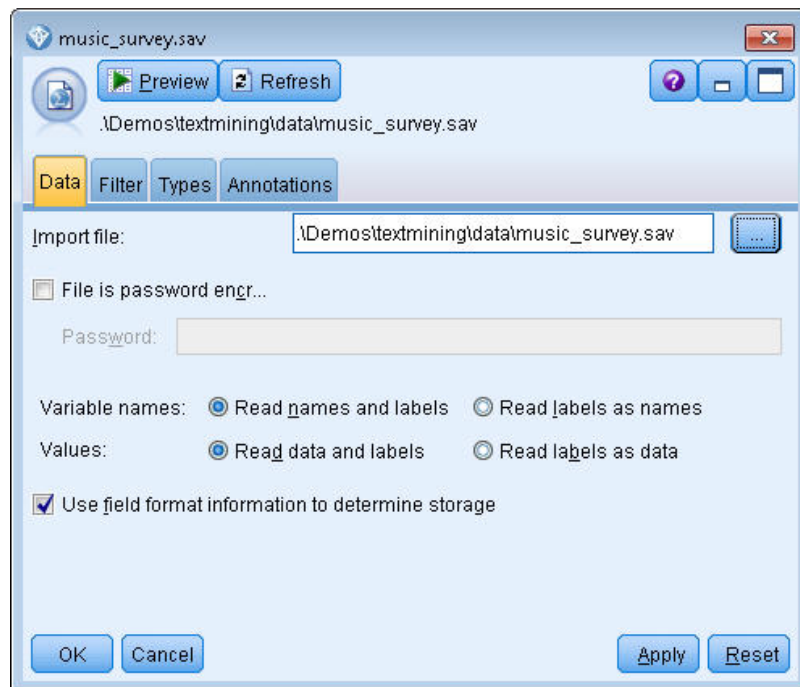 music_survey.sav
Preview Refresh
.\Demos\textmining\data\music_survey.sav
Data Filter Types Annotations
Import file: .\Demos\textmining\data\music_survey.sav ...
File is password encr...
Password:
Variable names: Read names and labels Read labels as names
Values: Read data and labels Read labels as data
Use field format information to determine storage
OK Cancel Apply Reset